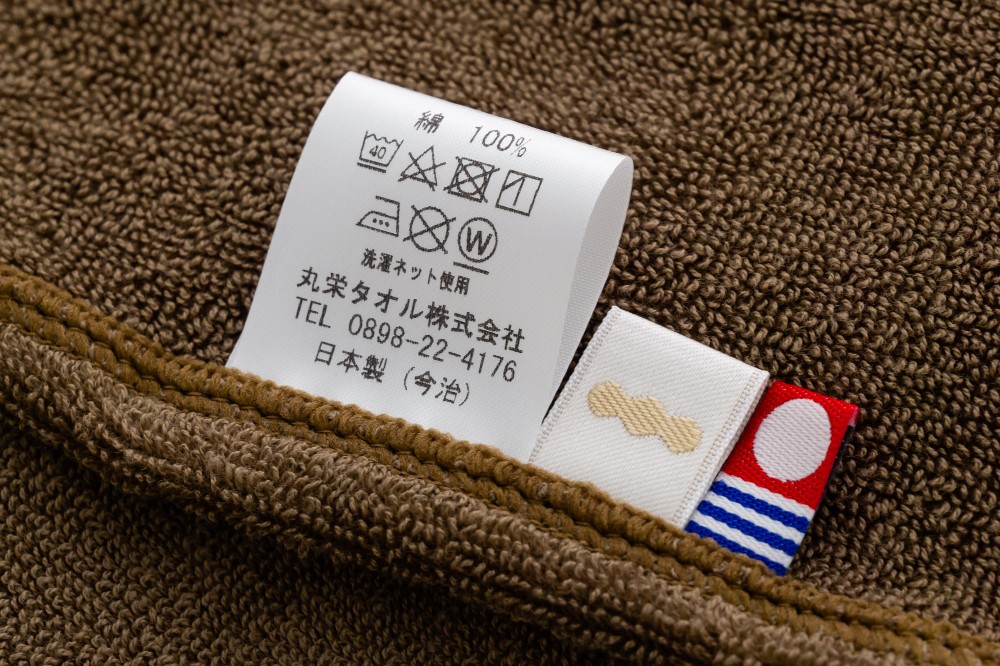 綿 100%
40
W
洗濯ネット使用
丸栄タオル株式会社
TEL 0898-22-4176
日本製（今治）